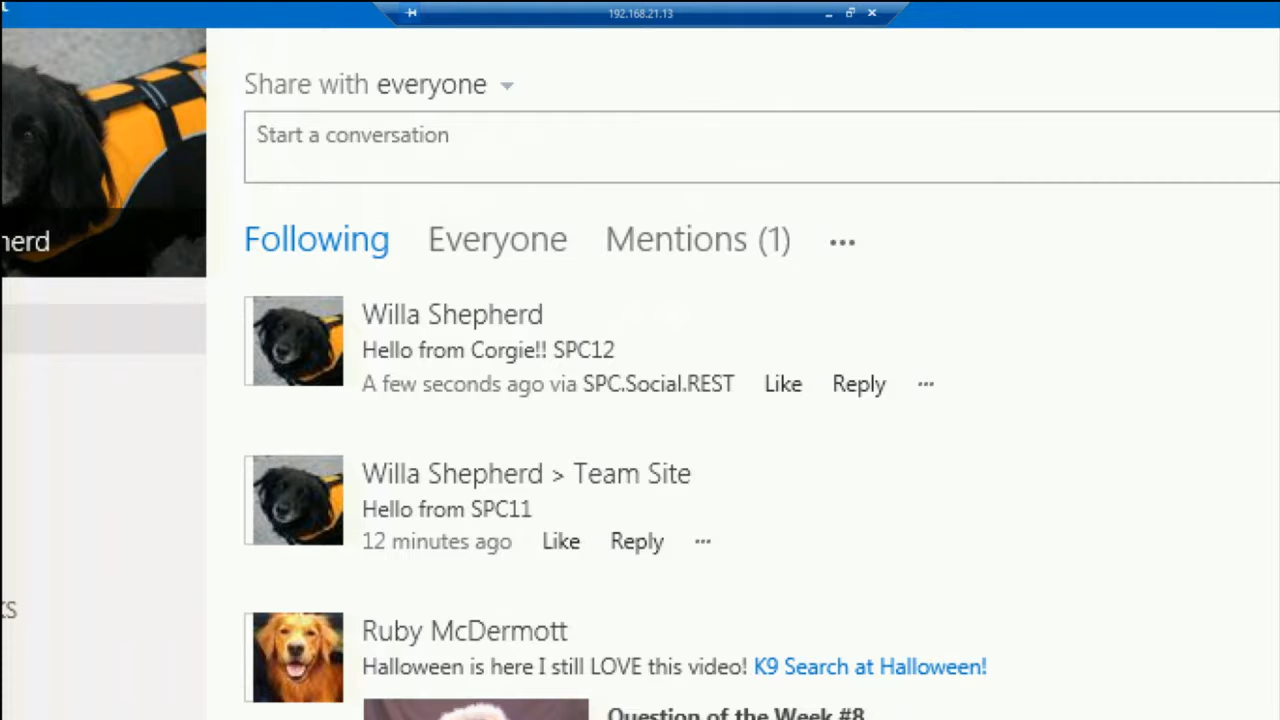 192.168.21.13
Share with everyone
Start a conversation
herd
Following Everyone Mentions (1) ...
Willa Shepherd
Hello from Corgie!! SPC12
A few seconds ago via SPC.Social.REST Like Reply ...
Willa Shepherd > Team Site
Hello from SPC11
12 minutes ago Like Reply ...
ks
Ruby McDermott
Halloween is here I still LOVE this video! K9 Search at Halloween!
Question of the Week #8